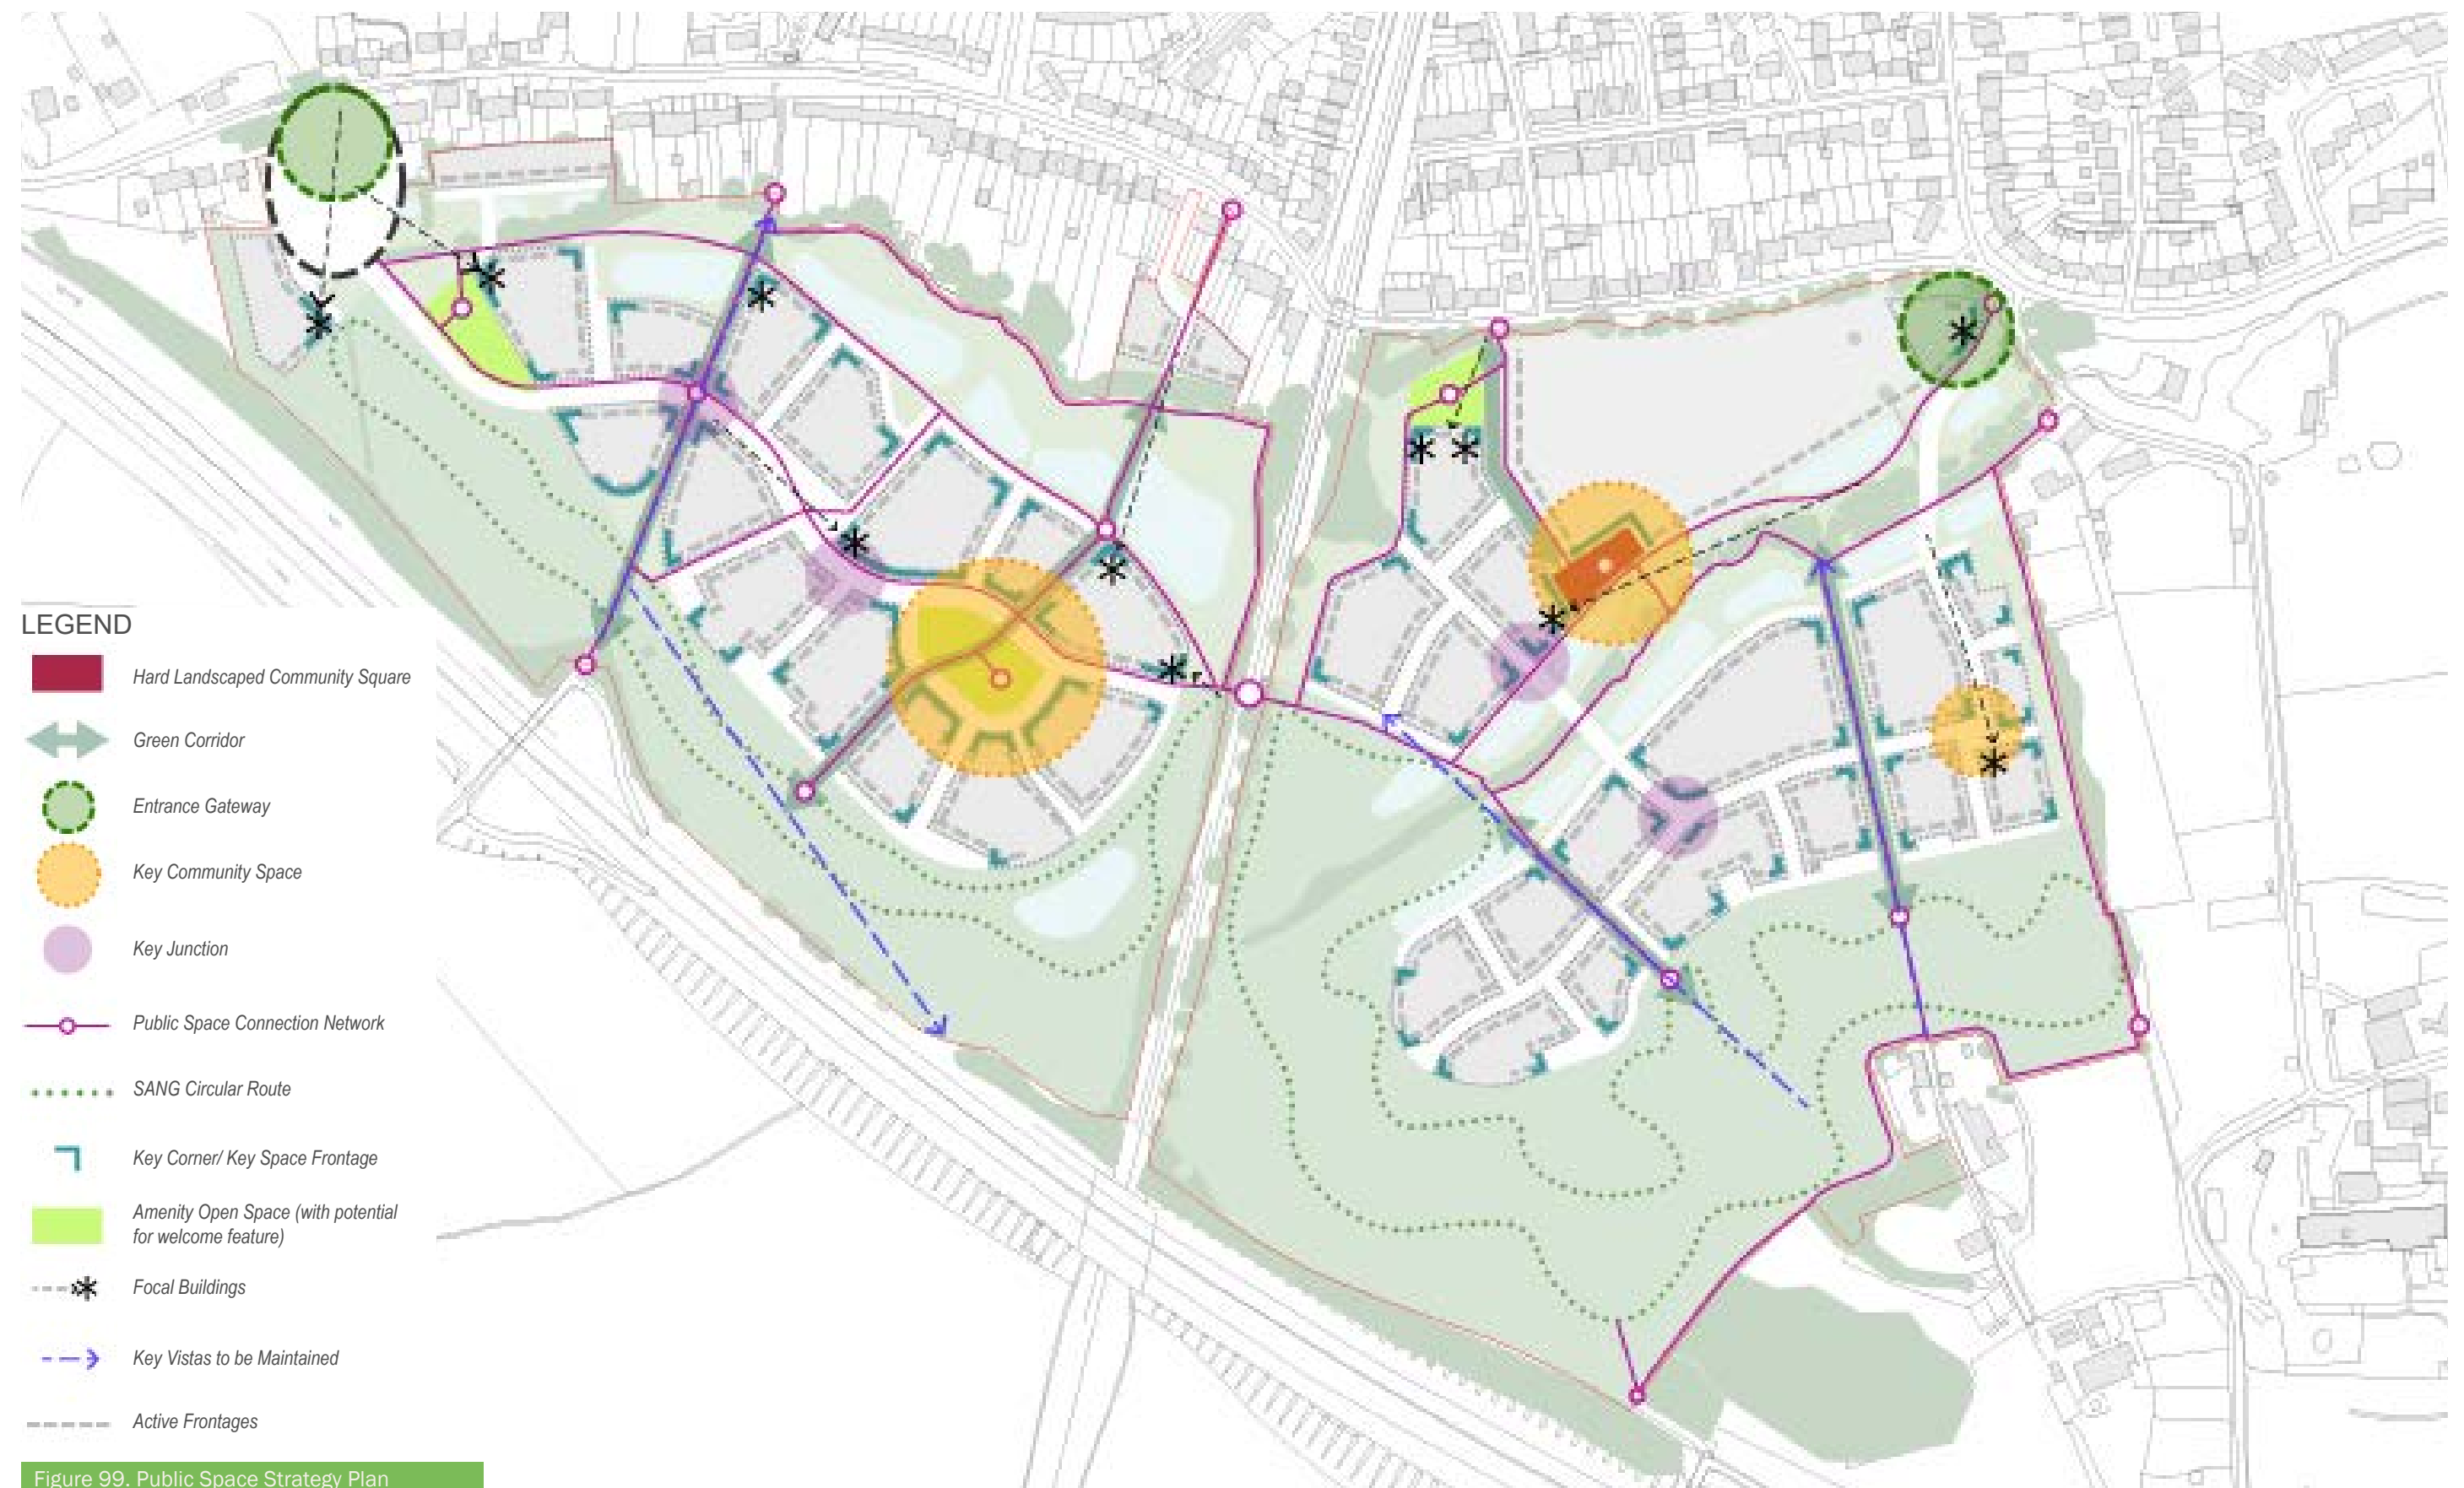 LEGEND
Hard Landscaped Community Square
Green Corridor
Entrance Gateway
Key Community Space
Key Junction
Public Space Connection Network
SANG Circular Route
Key Corner/ Key Space Frontage
Amenity Open Space (with potential
for welcome feature)
Focal Buildings
Key Vistas to be Maintained
Active Frontages
Figure 99. Public Space Strategy Plan